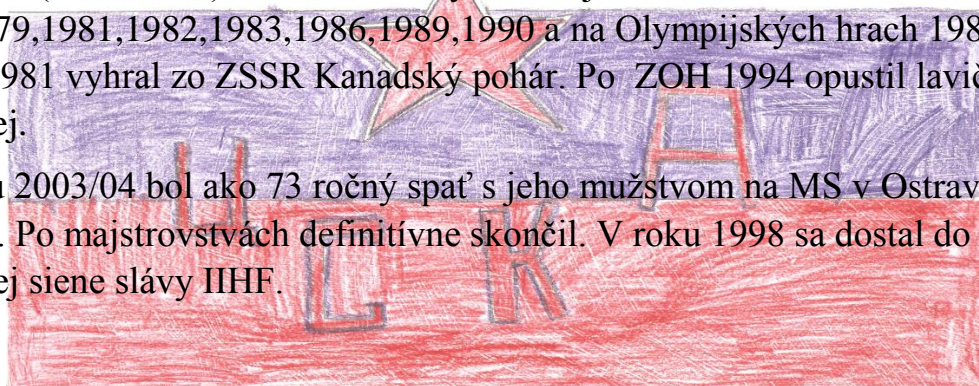 79,1981,1982,1983,1986,1989,1990 a na Olympijských hrach 198
981 vyhral zo ZSSR Kanadský pohár. Po ZOH 1994 opustil lavič
ej.
u 2003/04 bol ako 73 ročný spať s jeho mužstvom na MS v Ostrav
. Po majstrovstvách definitívne skončil. V roku 1998 sa dostal do
ej siene slávy IIHF.
Ц С К А